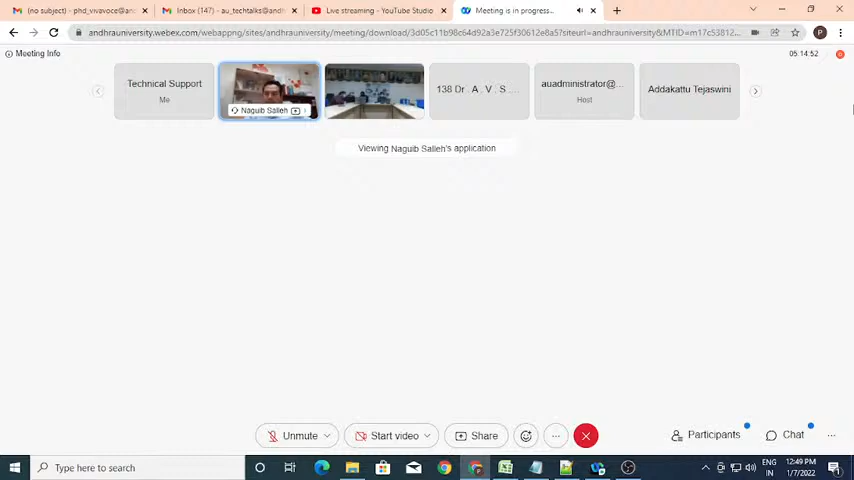 (no subject) - phd_vivavoce@and
Inbox (147) - au_techtalks@andh
Live streaming - YouTube Studio
Meeting is in progress...
andhrauniversity.webex.com/webappng/sites/andhrauniversity/meeting/download/3d05c11b98c64d92a3e725f30612e8a5?siteurl=andhrauniversity&MTID=m17c53812...
P
Meeting Info
05:14:52
Technical Support
Me
Naguib Salleh
138 Dr . A . V . S ....
auadministrator@...
Host
Addakattu Tejaswini
Viewing Naguib Salleh's application
Unmute
Start video
Share
Participants
Chat
Type here to search
ENG
IN
12:49 PM
1/7/2022